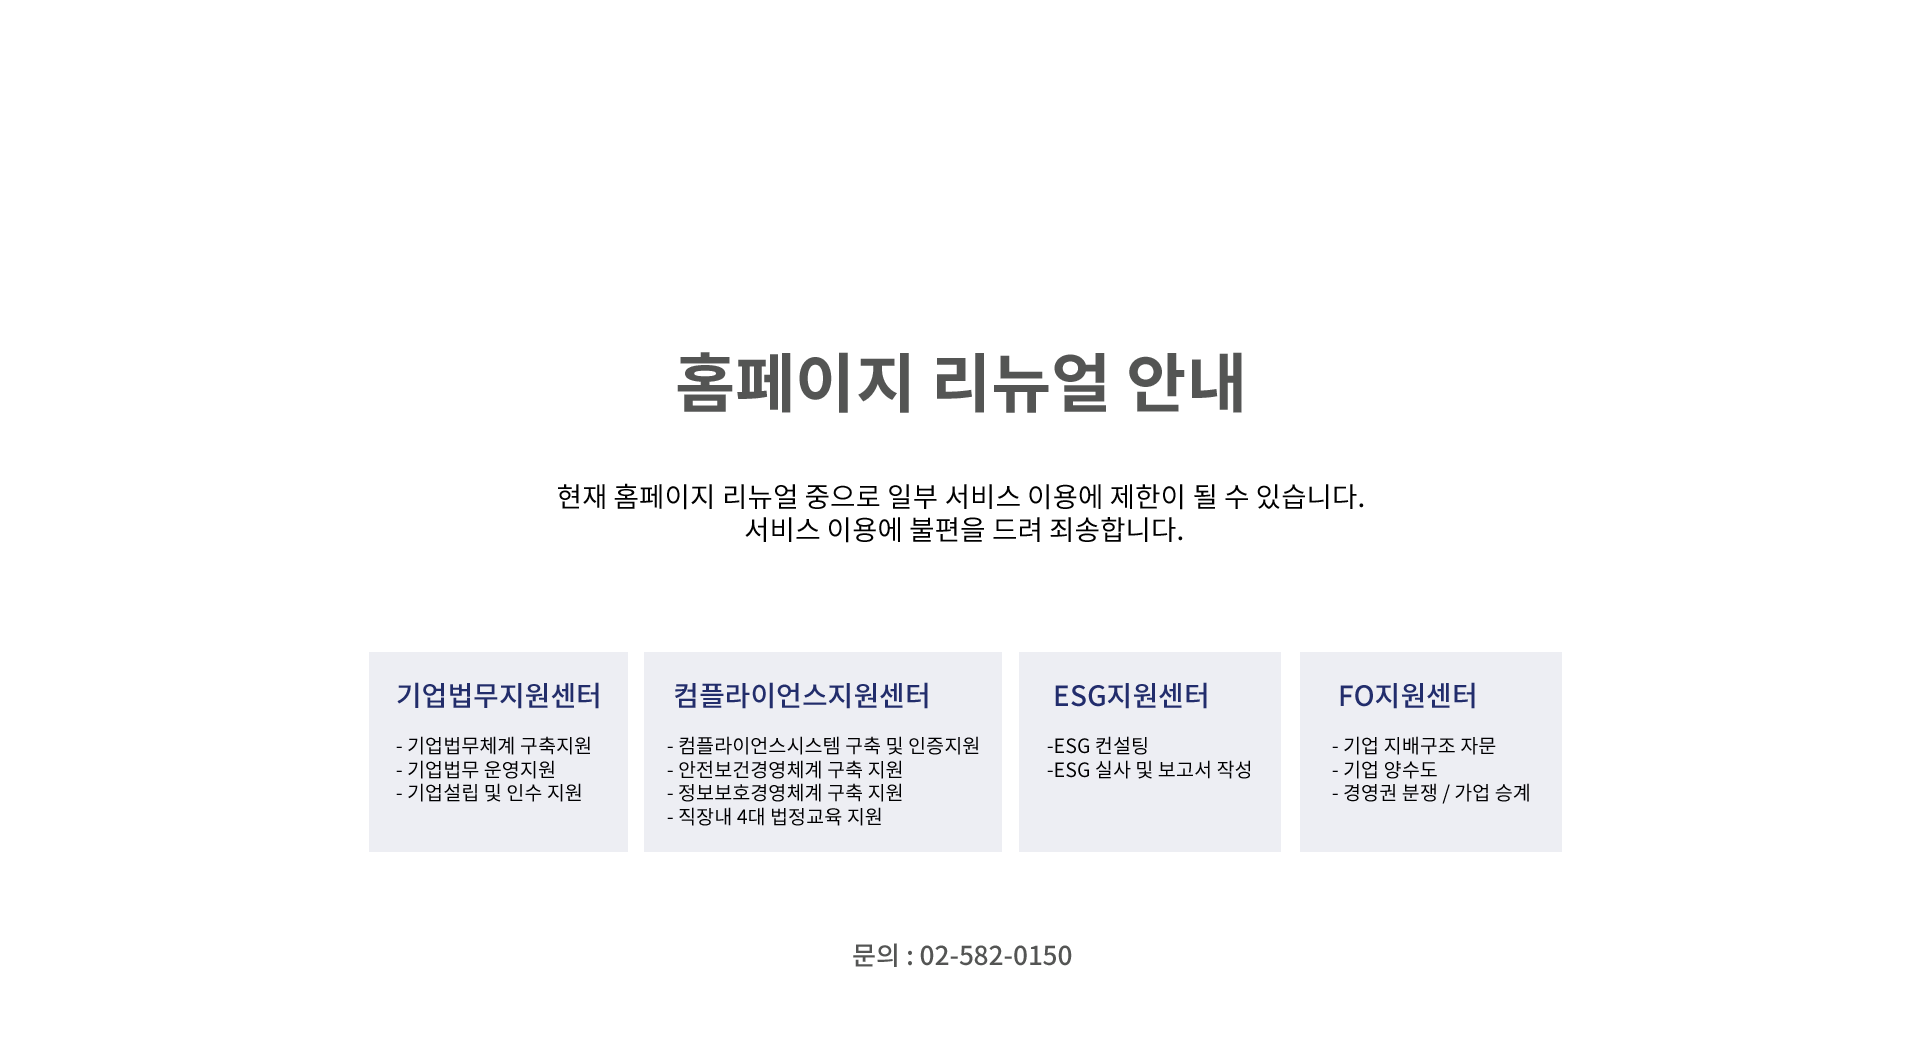 홈페이지 리뉴얼 안내
현재 홈페이지 리뉴얼 중으로 일부 서비스 이용에 제한이 될 수 있습니다.
서비스 이용에 불편을 드려 죄송합니다.
기업법무지원센터
- 기업법무체계 구축지원
- 기업법무 운영지원
- 기업설립 및 인수 지원
컴플라이언스지원센터
- 컴플라이언스시스템 구축 및 인증지원
- 안전보건경영체계 구축 지원
- 정보보호경영체계 구축 지원
- 직장내 4대 법정교육 지원
ESG지원센터
-ESG 컨설팅
-ESG 실사 및 보고서 작성
FO지원센터
- 기업 지배구조 자문
- 기업 양수도
- 경영권 분쟁 / 가업 승계
문의 : 02-582-0150